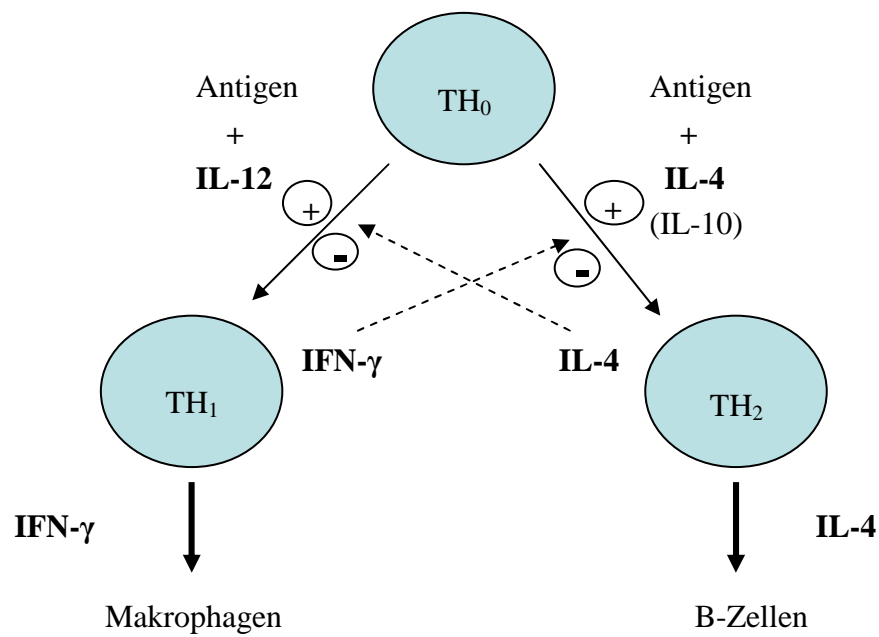 Antigen
+
IL-12
TH₀
Antigen
+
IL-4
(IL-10)
+
-
+
-
IFN-γ
IL-4
TH₁
TH₂
IFN-γ
IL-4
Makrophagen
B-Zellen